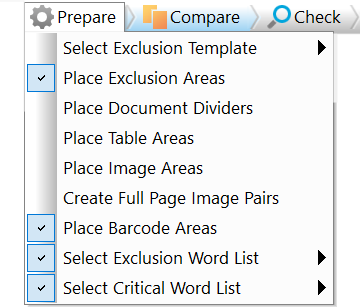 Prepare Compare Check
Select Exclusion Template
Place Exclusion Areas
Place Document Dividers
Place Table Areas
Place Image Areas
Create Full Page Image Pairs
Place Barcode Areas
Select Exclusion Word List
Select Critical Word List